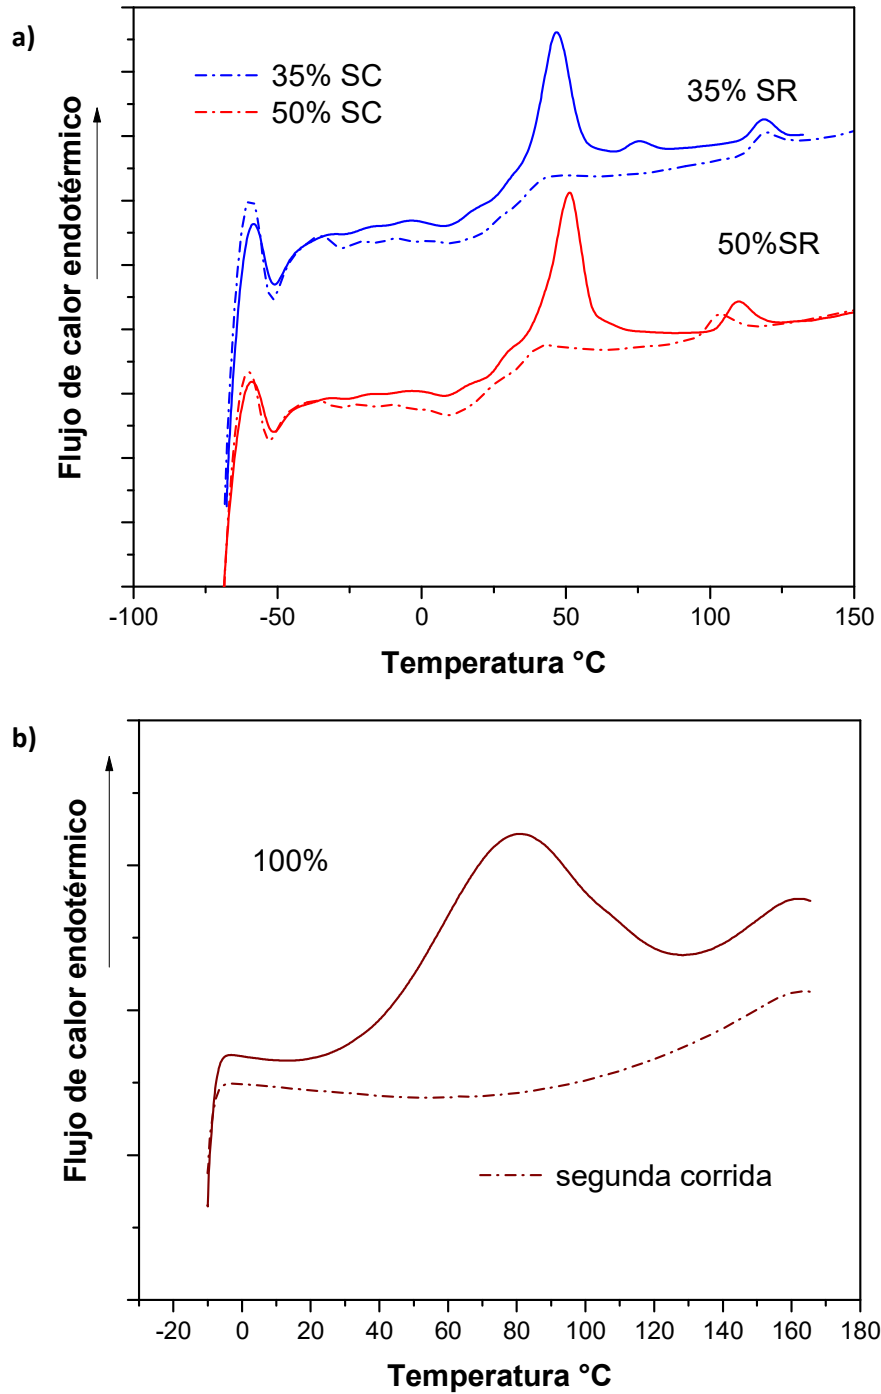 a)
35% SC
50% SC
35% SR
50%SR
Flujo de calor endotérmico
-100 -50 0 50 100 150
Temperatura °C
b)
100%
segunda corrida
Flujo de calor endotérmico
-20 0 20 40 60 80 100 120 140 160 180
Temperatura °C